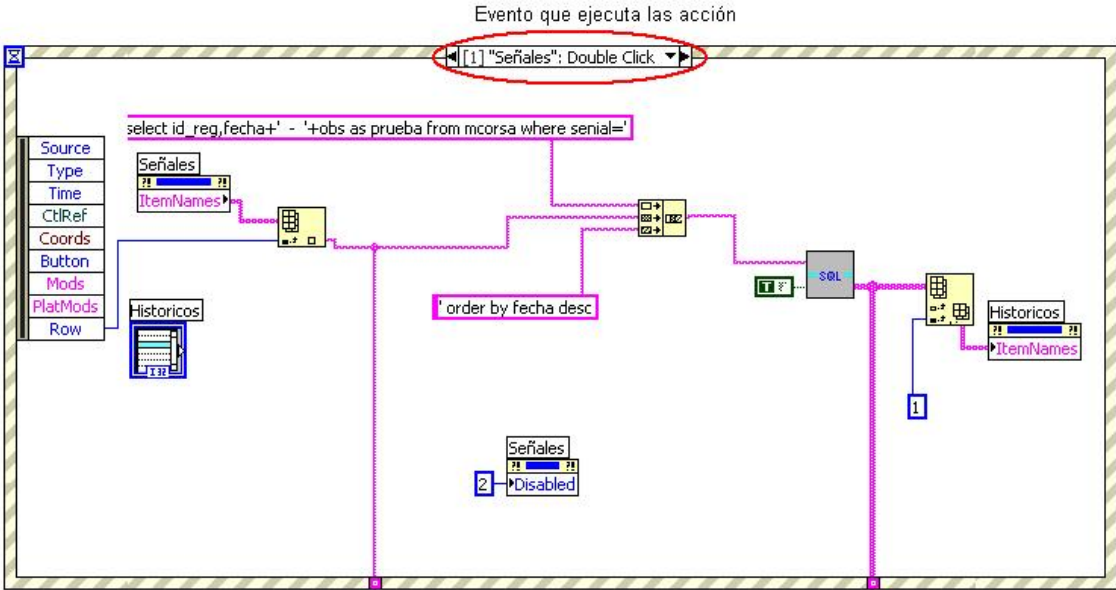 Evento que ejecuta las acción
[1] "Señales": Double Click
select id_reg,fecha+' - '+obs as prueba from mcorsa where senial='
Source
Type
Time
CtlRef
Coords
Button
Mods
PlatMods
Row
Señales
ItemNames
Historicos
I32
' order by fecha desc
T
SQL
Historicos
ItemNames
1
Señales
2
Disabled